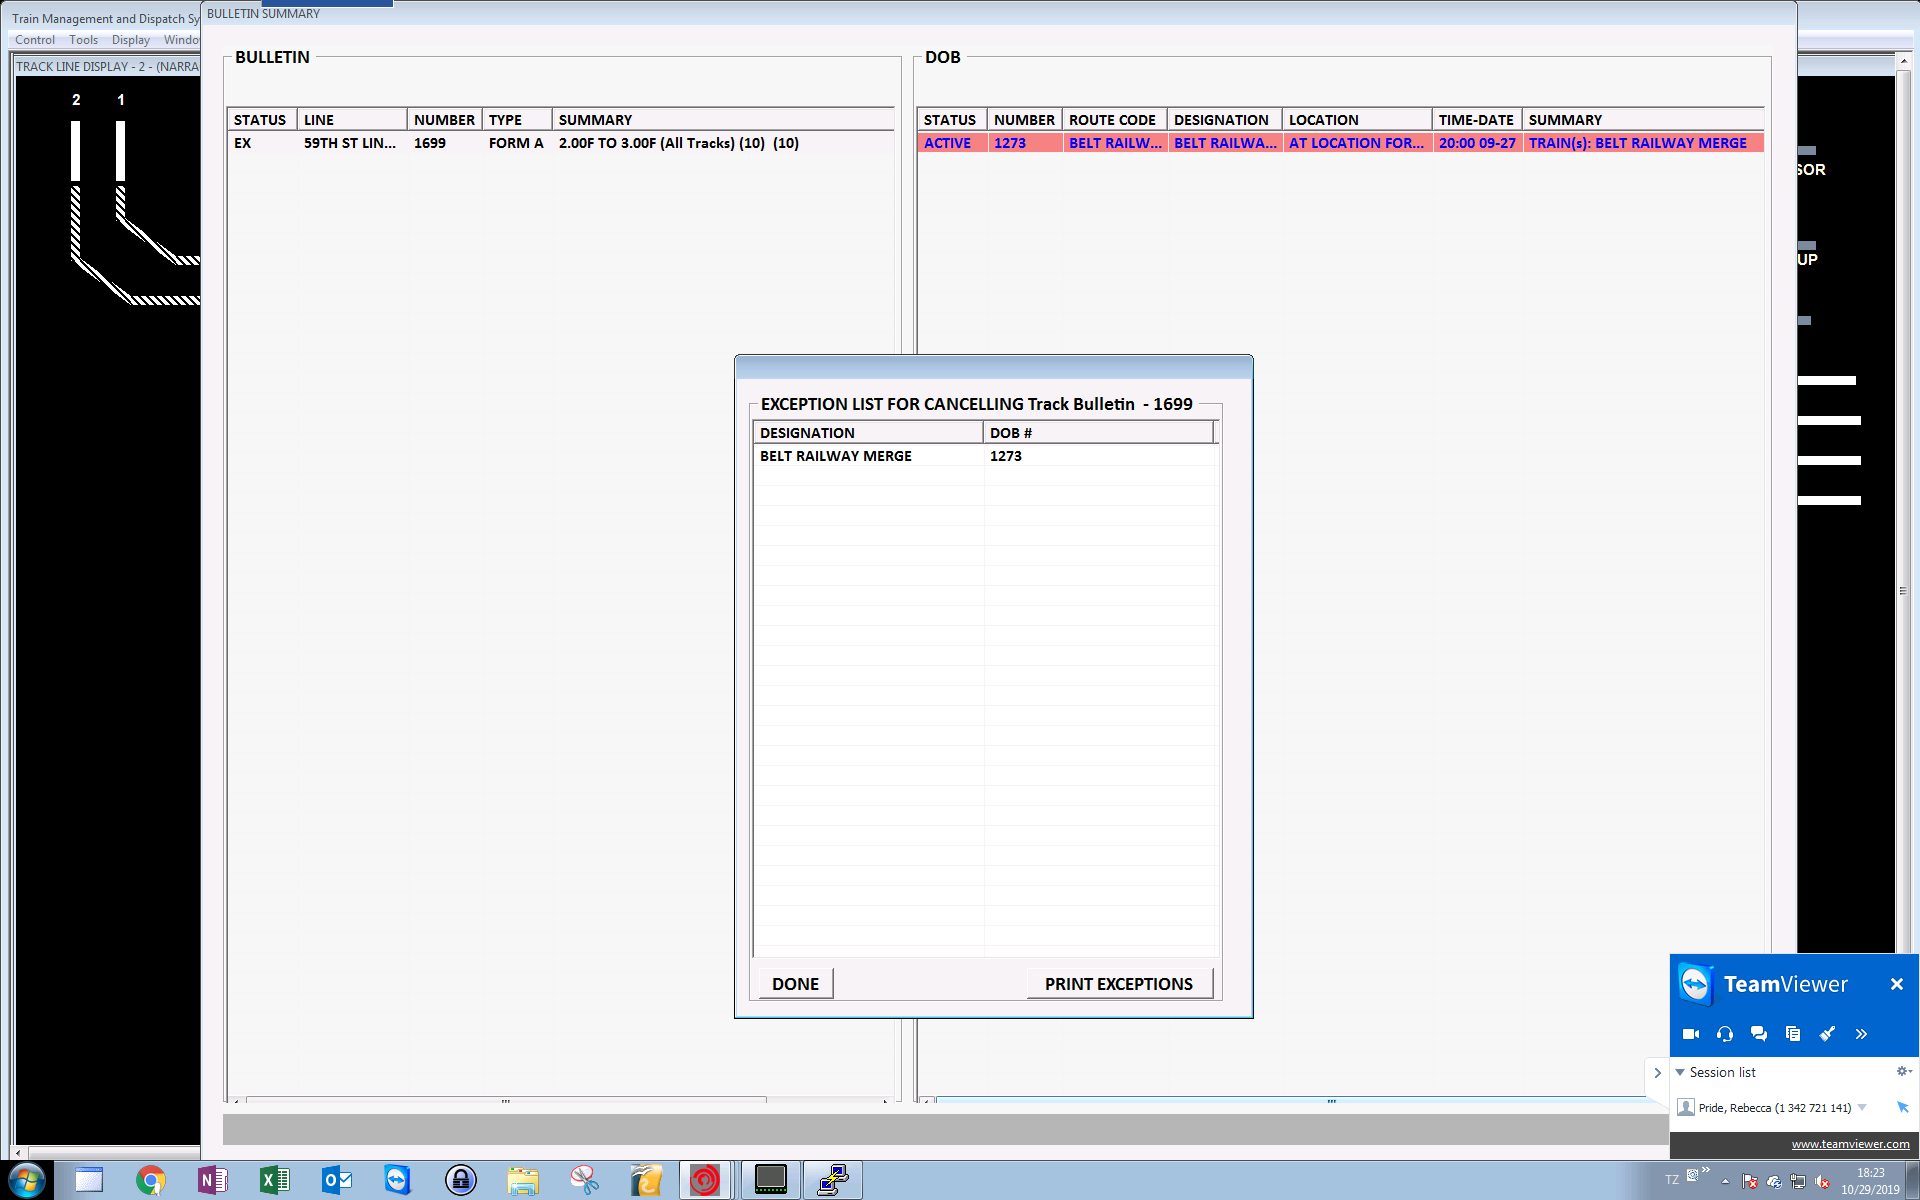 Train Management and Dispatch Sy
BULLETIN SUMMARY
Control Tools Display Windo
TRACK LINE DISPLAY - 2 - (NARRA
2 1
BULLETIN
STATUS LINE NUMBER TYPE SUMMARY
EX 59TH ST LIN... 1699 FORM A 2.00F TO 3.00F (All Tracks) (10) (10)
DOB
STATUS NUMBER ROUTE CODE DESIGNATION LOCATION TIME-DATE SUMMARY
ACTIVE 1273 BELT RAILW... BELT RAILWA... AT LOCATION FOR... 20:00 09-27 TRAIN(s): BELT RAILWAY MERGE
SOR
UP
EXCEPTION LIST FOR CANCELLING Track Bulletin - 1699
DESIGNATION DOB #
BELT RAILWAY MERGE 1273
DONE PRINT EXCEPTIONS
TeamViewer
Session list
Pride, Rebecca (1 342 721 141)
www.teamviewer.com
TZ
18:23
10/29/2019